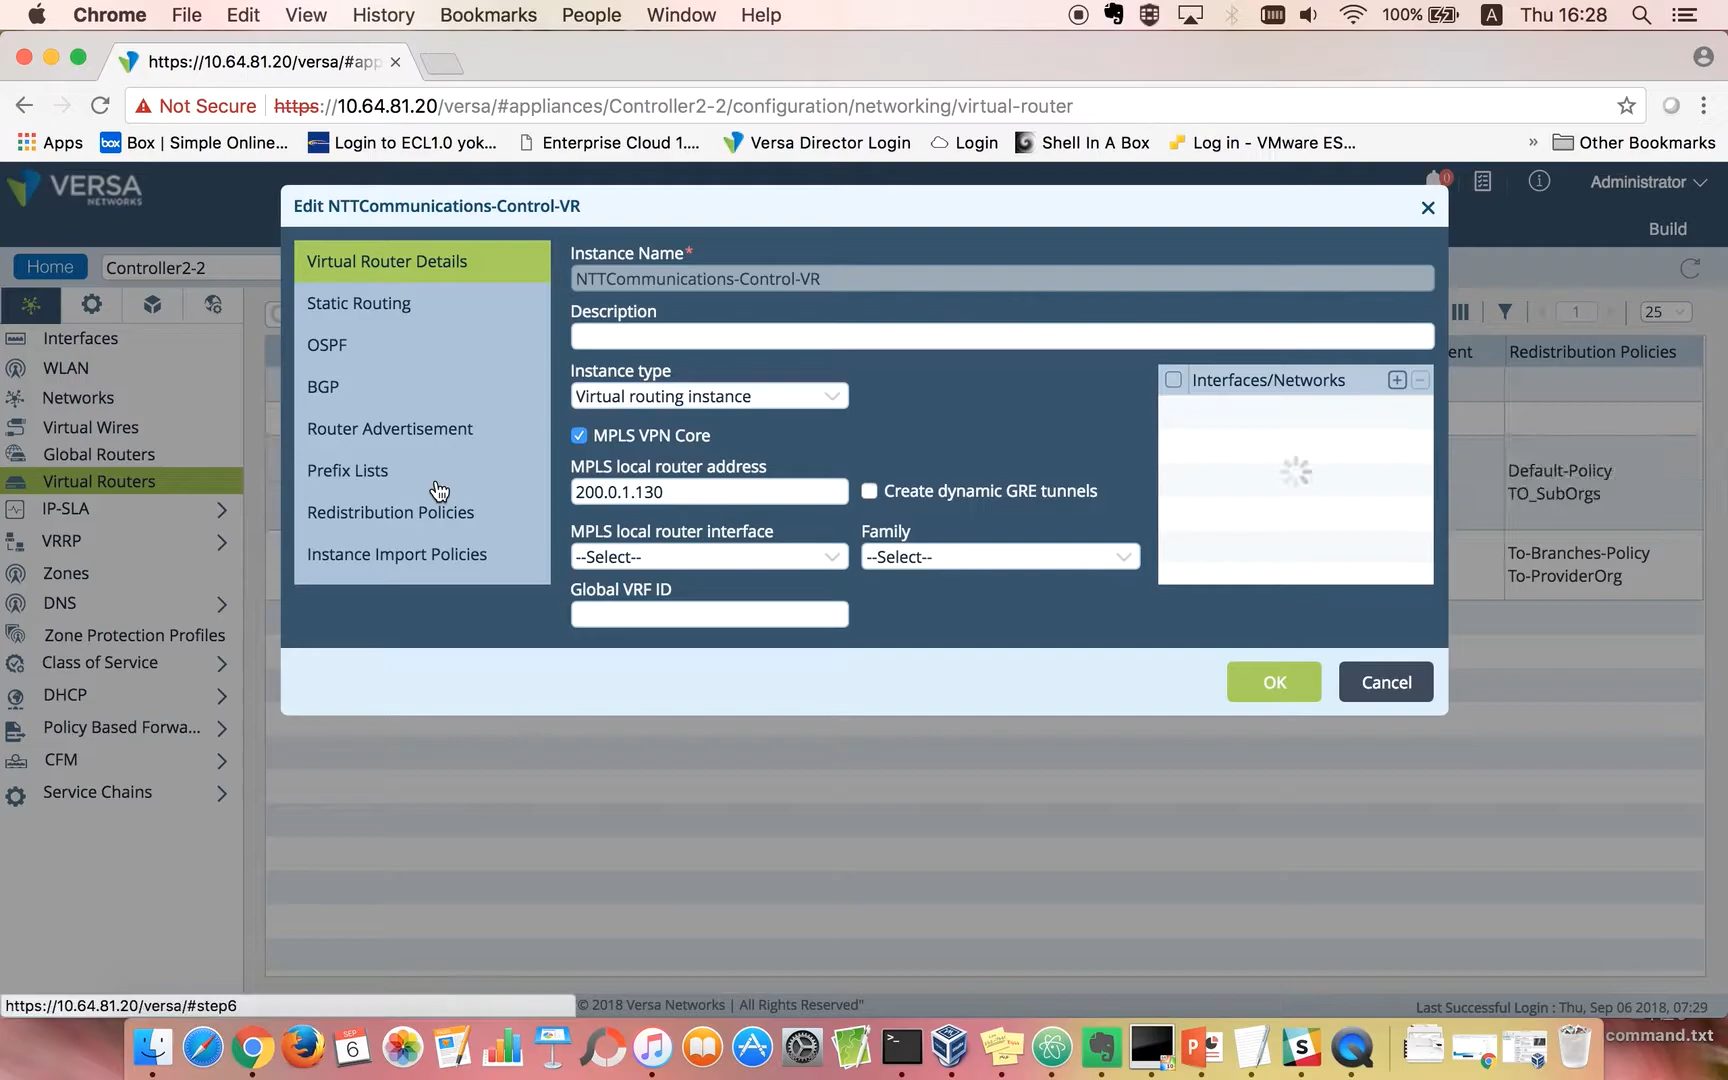 Chrome File Edit View History Bookmarks People Window Help 100% A Thu 16:28
https://10.64.81.20/versa/#app
Not Secure https://10.64.81.20/versa/#appliances/Controller2-2/configuration/networking/virtual-router
Apps box Box | Simple Online... Login to ECL1.0 yok... Enterprise Cloud 1.... Versa Director Login Login Shell In A Box Log in - VMware ES... » Other Bookmarks
VERSA
NETWORKS
0
Administrator
Build
Home
Controller2-2
Edit NTTCommunications-Control-VR
Virtual Router Details
Static Routing
OSPF
BGP
Router Advertisement
Prefix Lists
Redistribution Policies
Instance Import Policies
Instance Name*
NTTCommunications-Control-VR
Description
Instance type
Virtual routing instance
MPLS VPN Core
MPLS local router address
200.0.1.130
Create dynamic GRE tunnels
MPLS local router interface
--Select--
Family
--Select--
Global VRF ID
Interfaces/Networks
OK
Cancel
1
25
ent
Redistribution Policies
Default-Policy
TO_SubOrgs
To-Branches-Policy
To-ProviderOrg
Interfaces
WLAN
Networks
Virtual Wires
Global Routers
Virtual Routers
IP-SLA
VRRP
Zones
DNS
Zone Protection Profiles
Class of Service
DHCP
Policy Based Forwa...
CFM
Service Chains
https://10.64.81.20/versa/#step6
© 2018 Versa Networks | All Rights Reserved"
Last Successful Login : Thu, Sep 06 2018, 07:29
SEP
6
command.txt